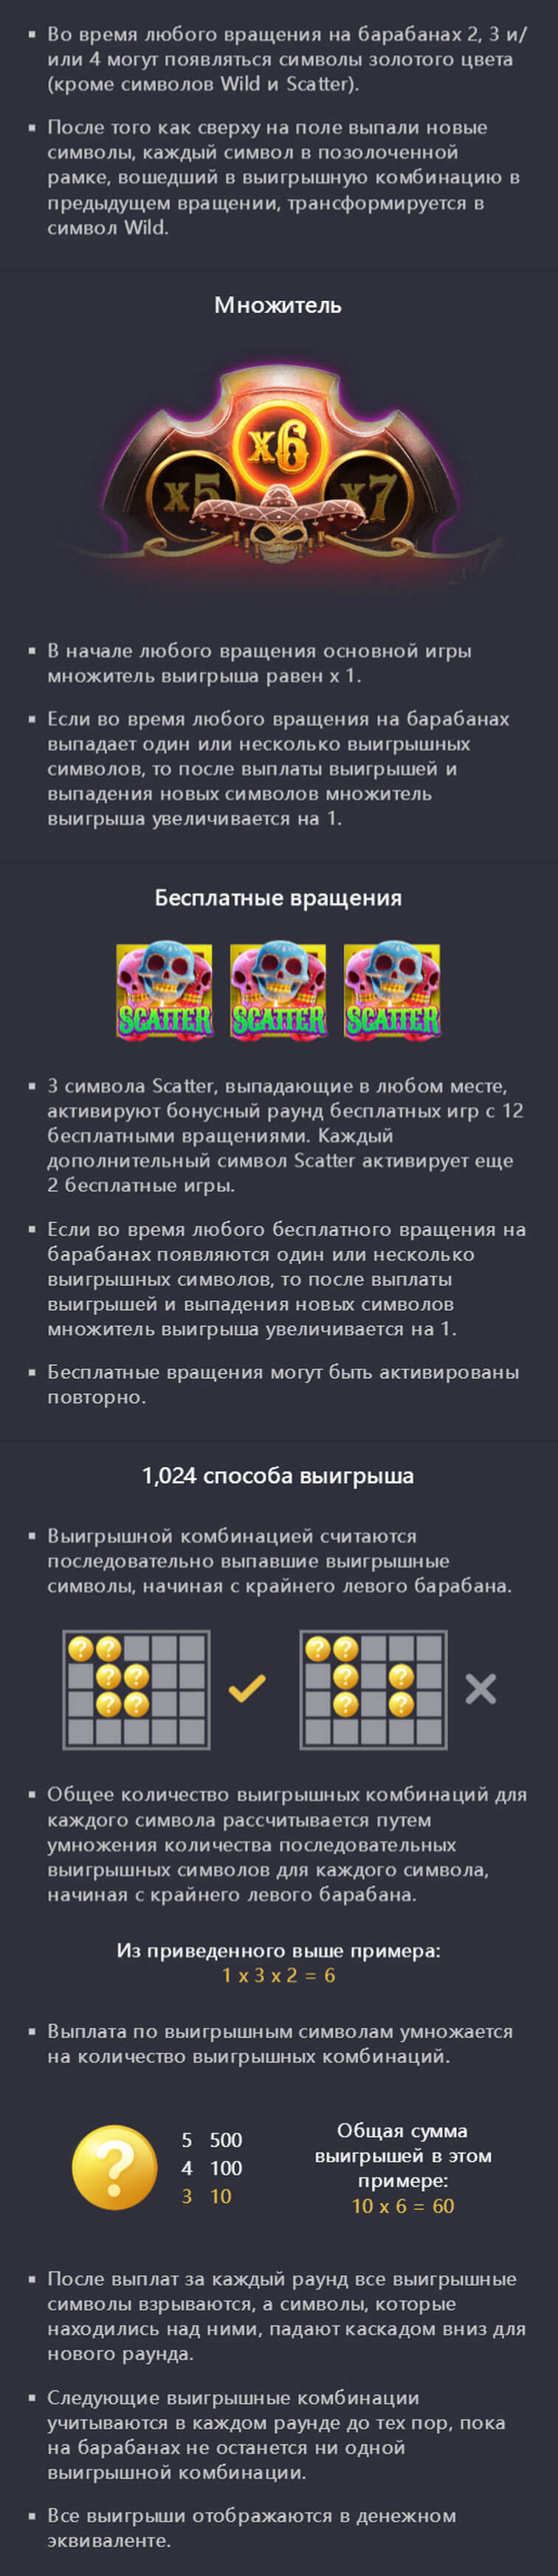 ▪ Во время любого вращения на барабанах 2, 3 и/
или 4 могут появляться символы золотого цвета
(кроме символов Wild и Scatter).
▪ После того как сверху на поле выпали новые
символы, каждый символ в позолоченной
рамке, вошедший в выигрышную комбинацию в
предыдущем вращении, трансформируется в
символ Wild.
Множитель
x5 x6 x7
▪ В начале любого вращения основной игры
множитель выигрыша равен x 1.
▪ Если во время любого вращения на барабанах
выпадает один или несколько выигрышных
символов, то после выплаты выигрышей и
выпадения новых символов множитель
выигрыша увеличивается на 1.
Бесплатные вращения
SCATTER SCATTER SCATTER
▪ 3 символа Scatter, выпадающие в любом месте,
активируют бонусный раунд бесплатных игр с 12
бесплатными вращениями. Каждый
дополнительный символ Scatter активирует еще
2 бесплатные игры.
▪ Если во время любого бесплатного вращения на
барабанах появляются один или несколько
выигрышных символов, то после выплаты
выигрышей и выпадения новых символов
множитель выигрыша увеличивается на 1.
▪ Бесплатные вращения могут быть активированы
повторно.
1,024 способа выигрыша
▪ Выигрышной комбинацией считаются
последовательно выпавшие выигрышные
символы, начиная с крайнего левого барабана.
? ? ? ?
? ? ? ?
? ? ? ?
▪ Общее количество выигрышных комбинаций для
каждого символа рассчитывается путем
умножения количества последовательных
выигрышных символов для каждого символа,
начиная с крайнего левого барабана.
Из приведенного выше примера:
1 x 3 x 2 = 6
▪ Выплата по выигрышным символам умножается
на количество выигрышных комбинаций.
?
5 500
4 100
3 10
Общая сумма
выигрышей в этом
примере:
10 x 6 = 60
▪ После выплат за каждый раунд все выигрышные
символы взрываются, а символы, которые
находились над ними, падают каскадом вниз для
нового раунда.
▪ Следующие выигрышные комбинации
учитываются в каждом раунде до тех пор, пока
на барабанах не останется ни одной
выигрышной комбинации.
▪ Все выигрыши отображаются в денежном
эквиваленте.